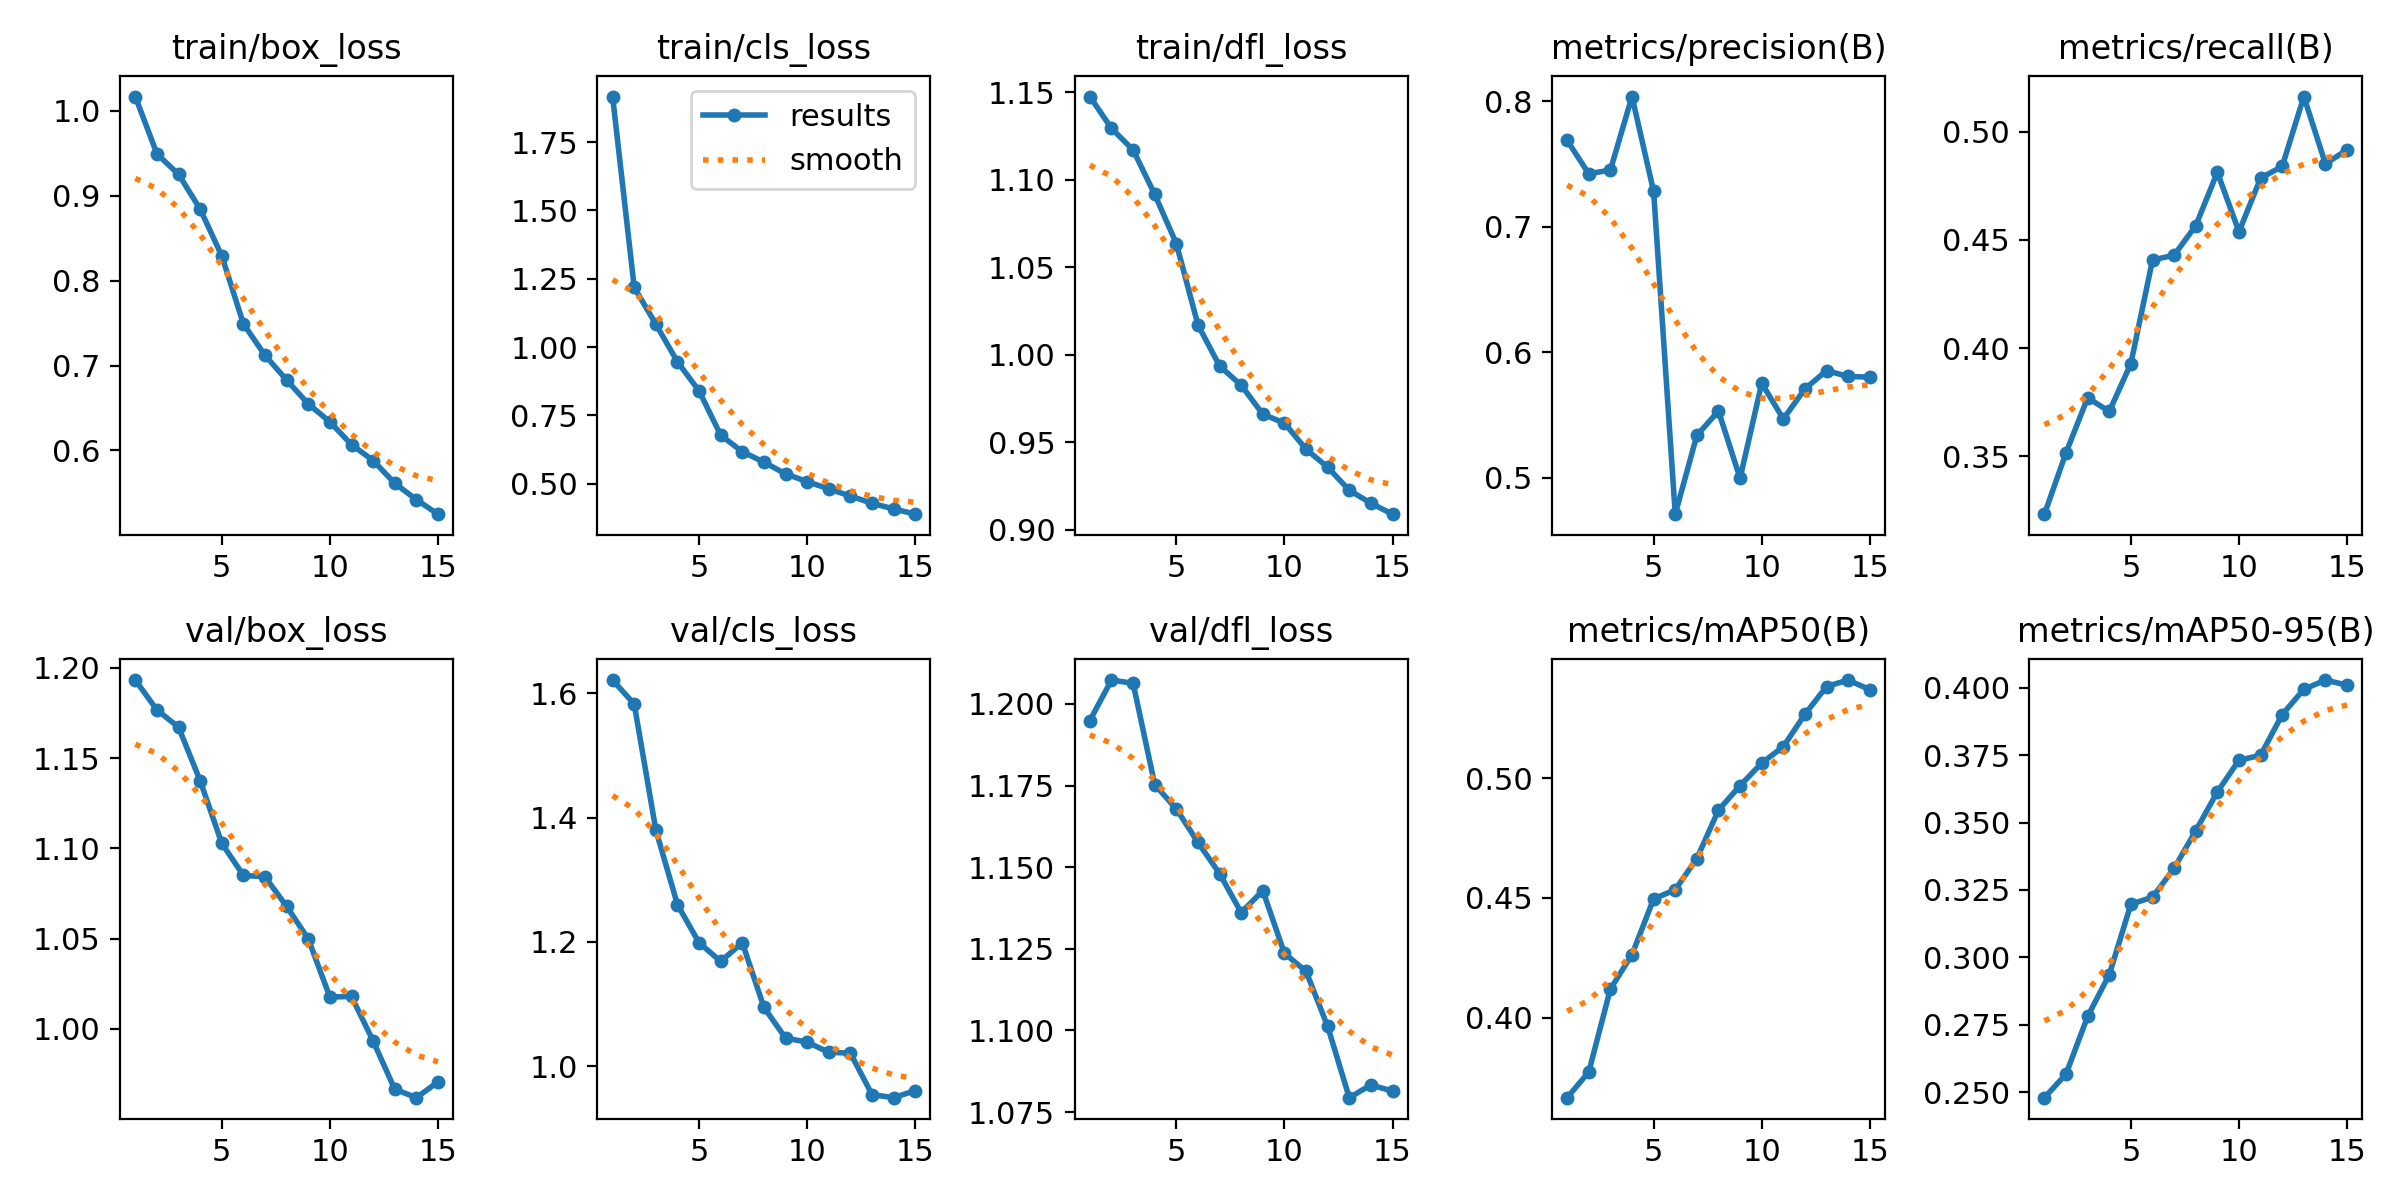 train/box_loss
1.0
0.9
0.8
0.7
0.6
5 10 15
train/cls_loss
results
smooth
1.75
1.50
1.25
1.00
0.75
0.50
5 10 15
train/dfl_loss
1.15
1.10
1.05
1.00
0.95
0.90
5 10 15
metrics/precision(B)
0.8
0.7
0.6
0.5
5 10 15
metrics/recall(B)
0.50
0.45
0.40
0.35
5 10 15
val/box_loss
1.20
1.15
1.10
1.05
1.00
5 10 15
val/cls_loss
1.6
1.4
1.2
1.0
5 10 15
val/dfl_loss
1.200
1.175
1.150
1.125
1.100
1.075
5 10 15
metrics/mAP50(B)
0.50
0.45
0.40
5 10 15
metrics/mAP50-95(B)
0.400
0.375
0.350
0.325
0.300
0.275
0.250
5 10 15